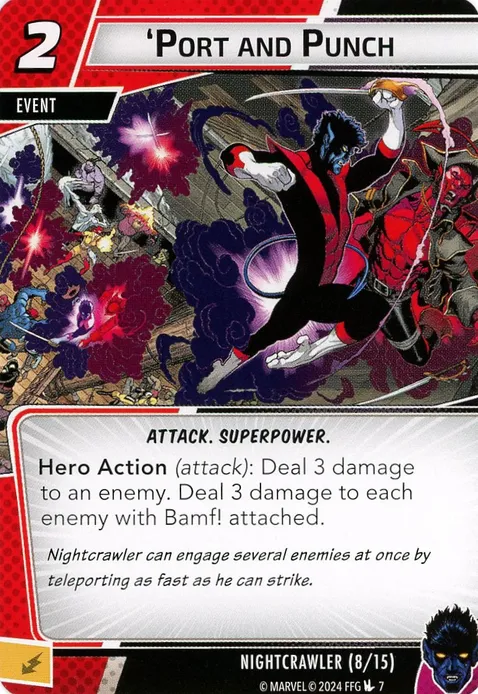 2
'PORT AND PUNCH
EVENT
ATTACK. SUPERPOWER.
Hero Action (attack): Deal 3 damage
to an enemy. Deal 3 damage to each
enemy with Bamf! attached.
Nightcrawler can engage several enemies at once by
teleporting as fast as he can strike.
NIGHTCRAWLER (8/15)
© MARVEL © 2024 FFG 7